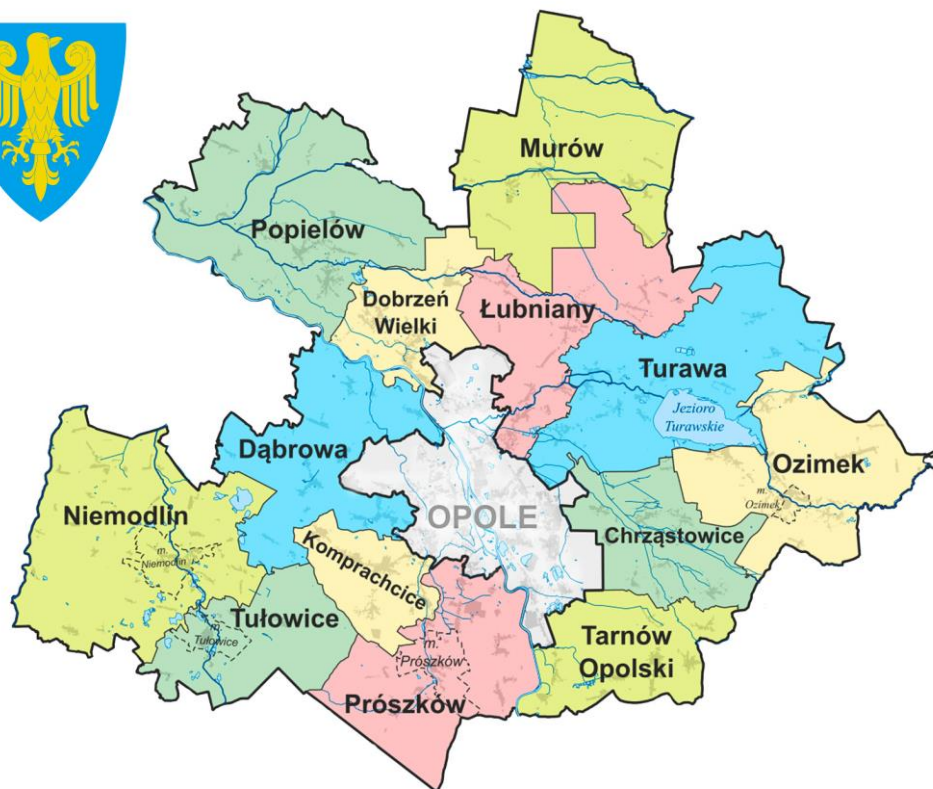 Murów
Popielów
Dobrzeń
Wielki
Łubniany
Turawa
Jezioro
Turawskie
Dąbrowa
Ozimek
m.
Ozimek
Niemodlin
m.
Niemodlin
OPOLE
Chrząstowice
Komprachcice
Tułowice
m.
Tułowice
Tarnów
Opolski
m.
Prószków
Prószków